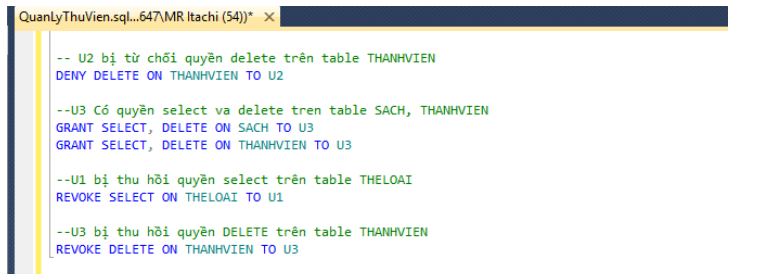 QuanLyThuVien.sql...647\MR Itachi (54))* ✕
-- U2 bị từ chối quyền delete trên table THANHVIEN
DENY DELETE ON THANHVIEN TO U2
--U3 Có quyền select va delete tren table SACH, THANHVIEN
GRANT SELECT, DELETE ON SACH TO U3
GRANT SELECT, DELETE ON THANHVIEN TO U3
--U1 bị thu hồi quyền select trên table THELOAI
REVOKE SELECT ON THELOAI TO U1
--U3 bị thu hồi quyền DELETE trên table THANHVIEN
REVOKE DELETE ON THANHVIEN TO U3